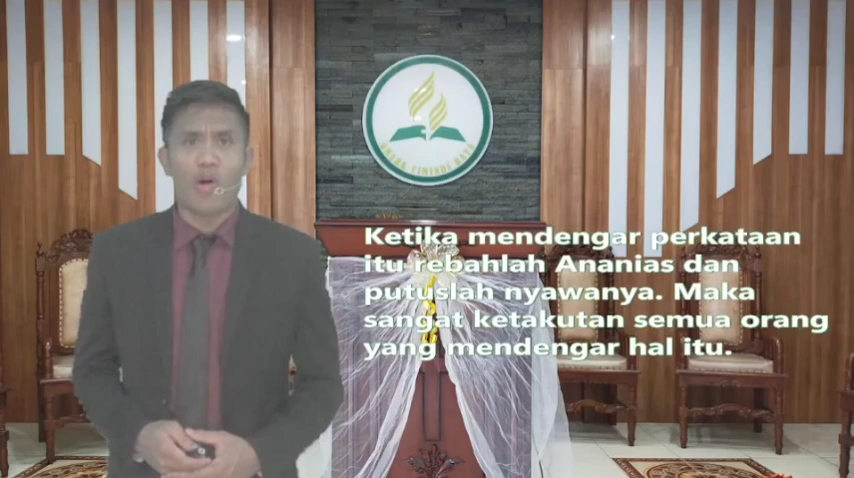 Ketika mendengar perkataan
itu rebahlah Ananias dan
putuslah nyawanya. Maka
sangat ketakutan semua orang
yang mendengar hal itu.